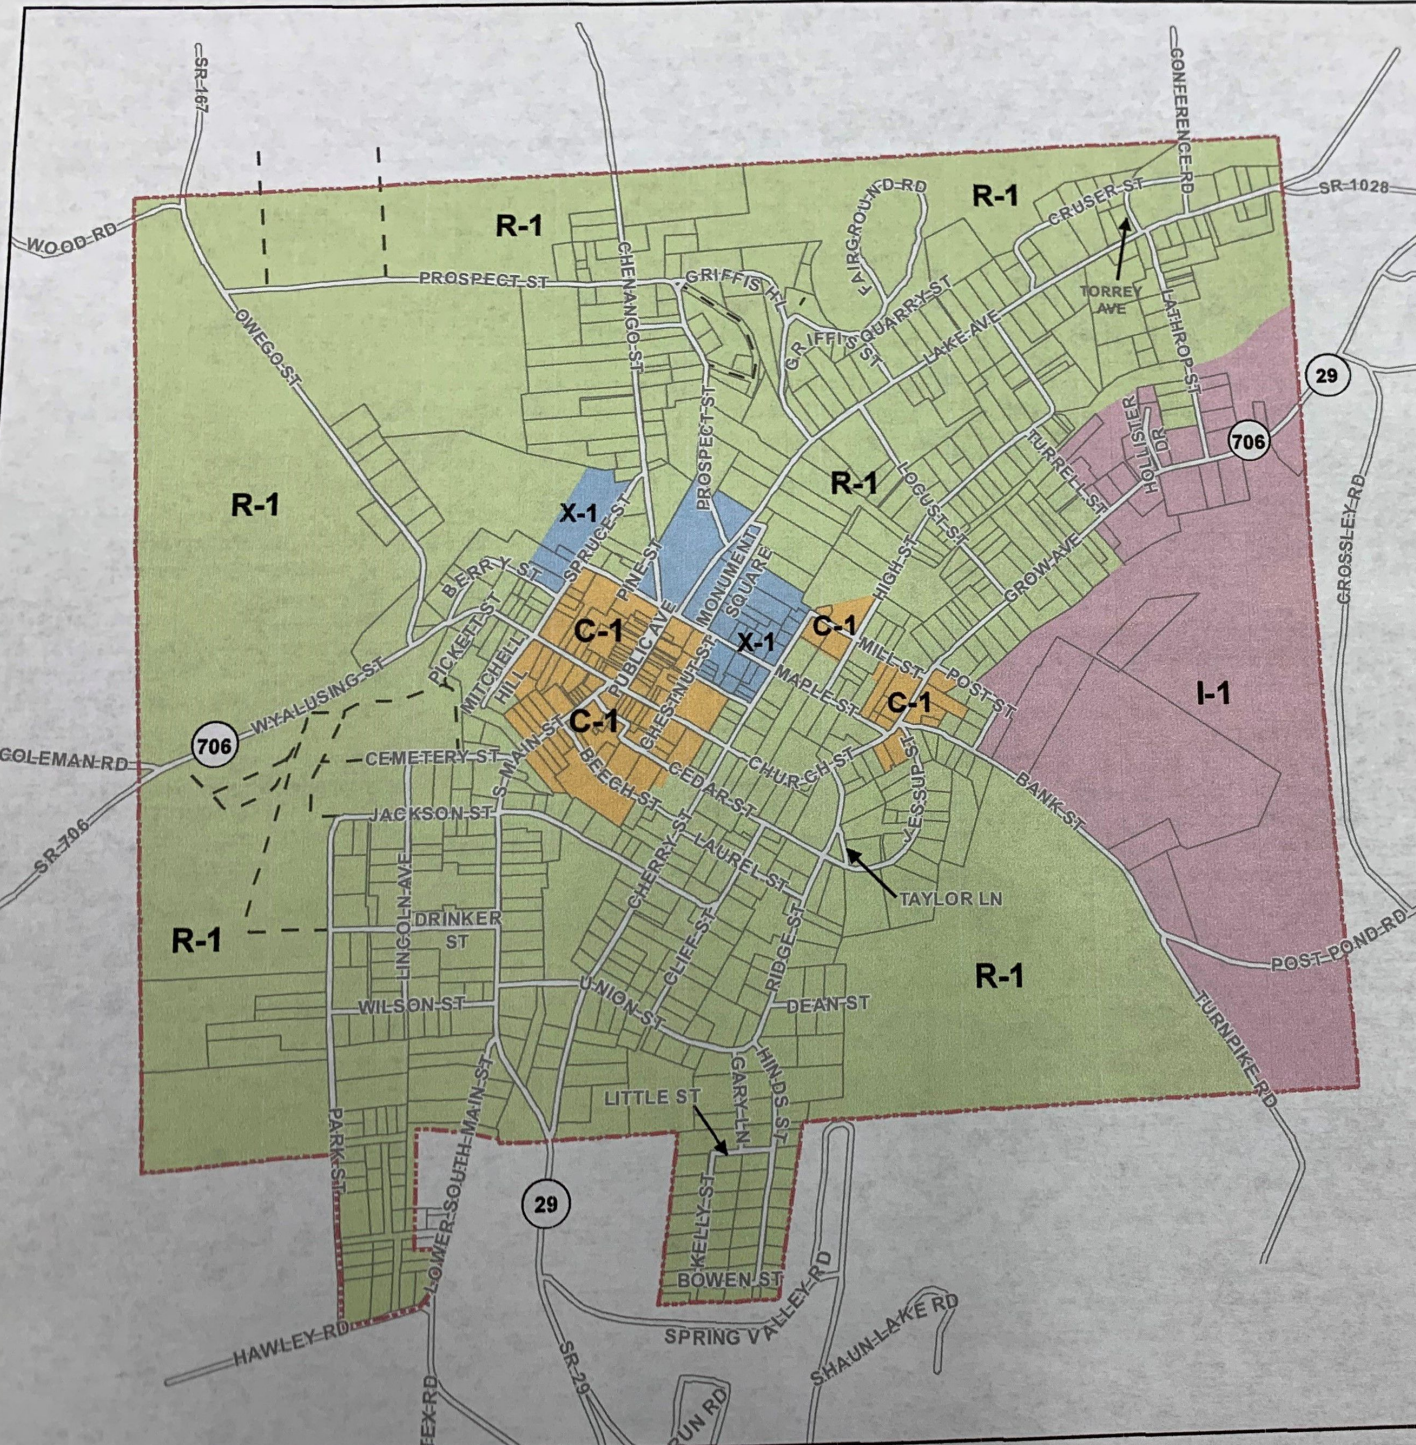 SR-167
CONFERENCE RD
WOOD RD
R-1
R-1
CRUSER ST
SR 1028
FAIRGROUND RD
CHENANGO ST
PROSPECT ST
GRIFFIS HL
TORREY
AVE
LATHROP ST
QUARRY ST
GRIFFIS ST
LAKE AVE
OWEGO ST
29
PROSPECT ST
HOLLISTER
DR
706
TURRELL ST
R-1
R-1
LOCUST ST
X-1
SPRUCE ST
CROSSLEY RD
HIGH ST
GROW AVE
PINE ST
MONUMENT
SQUARE
BERRY ST
PICKETT ST
C-1
PUBLIC AVE
X-1
C-1
MILL ST
POST ST
MITCHELL
HILL
CHESTNUT ST
MAPLE ST
C-1
I-1
WYALUSING ST
706
C-1
S MAIN ST
COLEMAN RD
CEMETERY ST
BEECH ST
CEDAR ST
CHURCH ST
JESSUP ST
BANK ST
JACKSON ST
SR-706
LAUREL ST
CHERRY ST
LINCOLN AVE
TAYLOR LN
DRINKER
ST
R-1
CLIFF ST
RIDGE ST
R-1
POST POND RD
UNION ST
WILSON ST
DEAN ST
TURNPIKE RD
LITTLE ST
GARY LN
HINDS ST
PARK ST
LOWER SOUTH MAIN ST
29
KELLY ST
BOWEN ST
SPRING VALLEY RD
HAWLEY RD
SHAUN LAKE RD
SR-29
EX RD
RUN RD